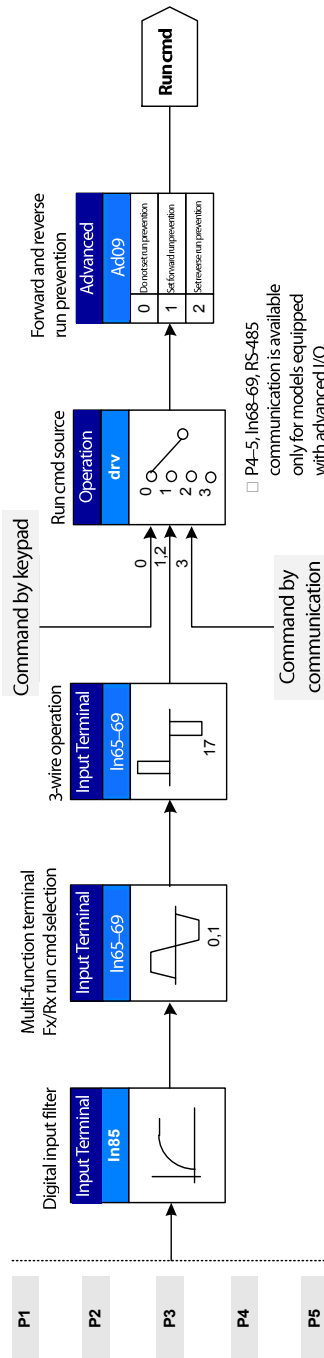 P1
P2
P3
P4
P5
Digital input filter
Input Terminal
In85
Multi-function terminal
Fx/Rx run cmd selection
Input Terminal
In65–69
0,1
3-wire operation
Input Terminal
In65–69
17
Command by keypad
0
1,2
3
Command by
communication
Run cmd source
Operation
drv
0
1
2
3
□ P4–5, In68–69, RS-485
communication is available
only for models equipped
with advanced I/O
Forward and reverse
run prevention
Advanced
Ad09
0 Do not set run prevention
1 Set forward run prevention
2 Set reverse run prevention
Run cmd